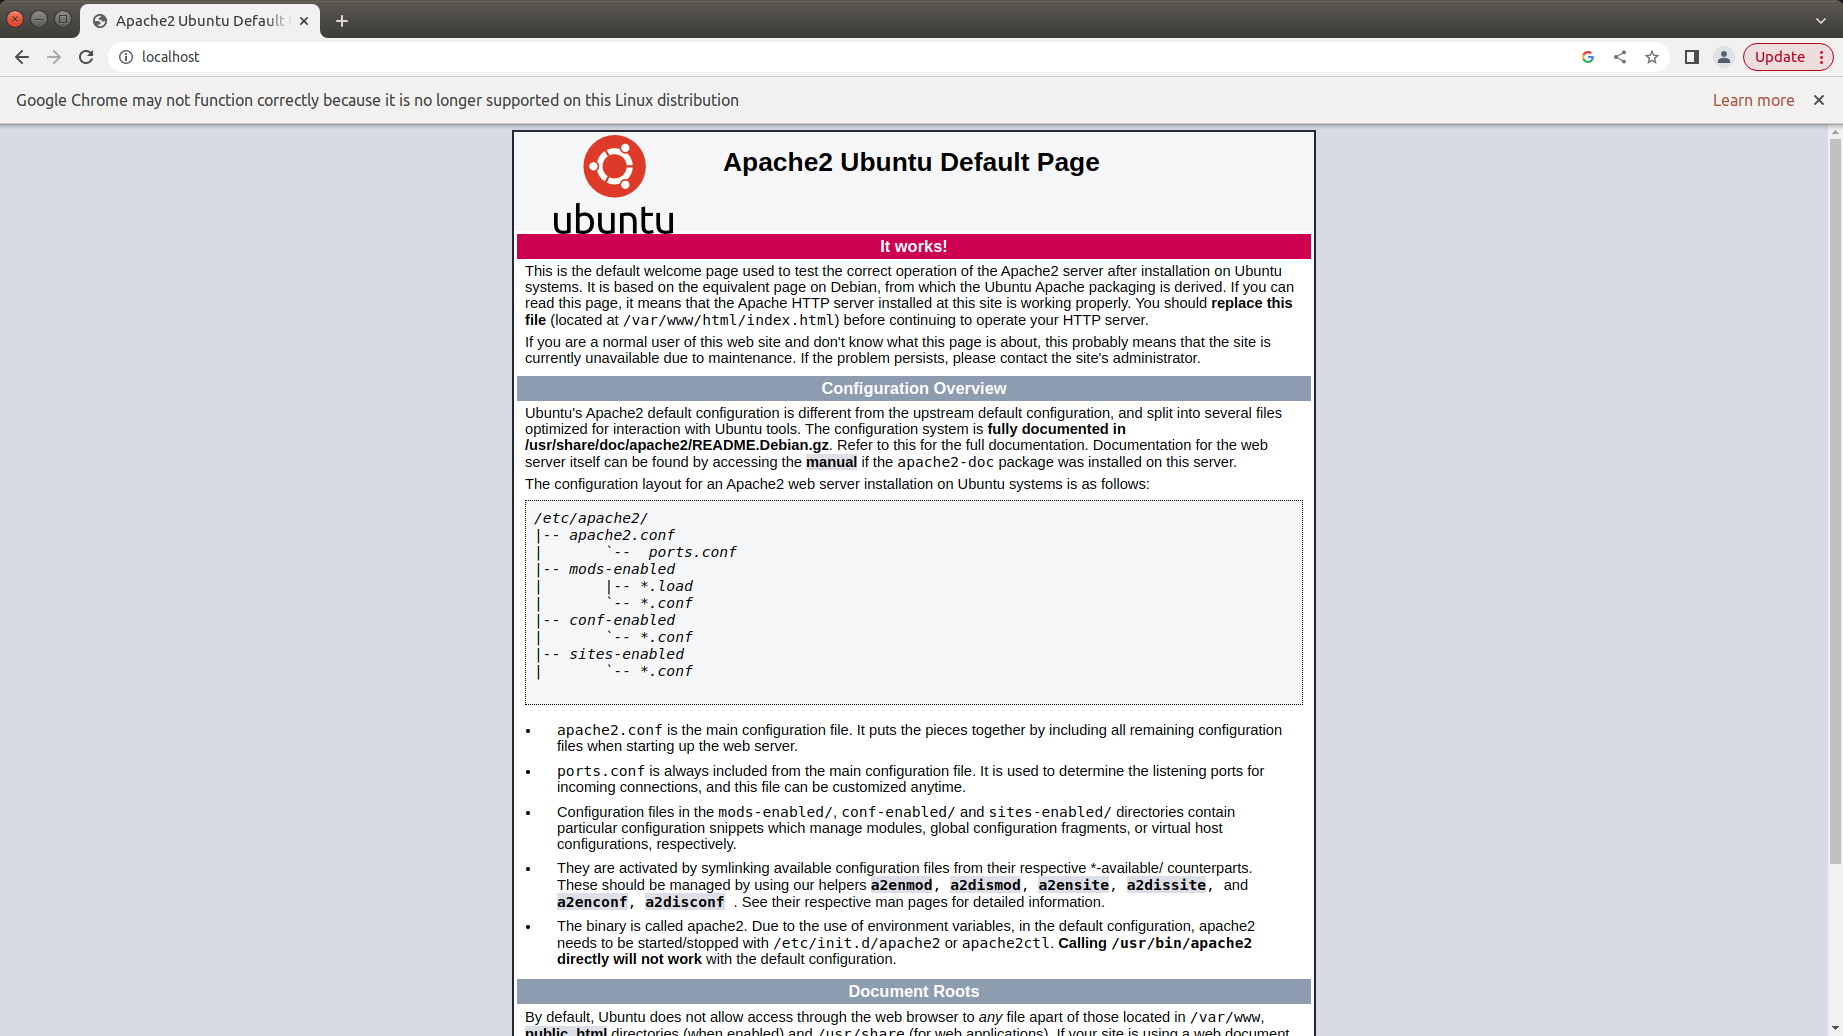 Apache2 Ubuntu Default
localhost
Update
Google Chrome may not function correctly because it is no longer supported on this Linux distribution
Learn more
ubuntu
Apache2 Ubuntu Default Page
It works!
This is the default welcome page used to test the correct operation of the Apache2 server after installation on Ubuntu
systems. It is based on the equivalent page on Debian, from which the Ubuntu Apache packaging is derived. If you can
read this page, it means that the Apache HTTP server installed at this site is working properly. You should replace this
file (located at /var/www/html/index.html) before continuing to operate your HTTP server.
If you are a normal user of this web site and don't know what this page is about, this probably means that the site is
currently unavailable due to maintenance. If the problem persists, please contact the site's administrator.
Configuration Overview
Ubuntu's Apache2 default configuration is different from the upstream default configuration, and split into several files
optimized for interaction with Ubuntu tools. The configuration system is fully documented in
/usr/share/doc/apache2/README.Debian.gz. Refer to this for the full documentation. Documentation for the web
server itself can be found by accessing the manual if the apache2-doc package was installed on this server.
The configuration layout for an Apache2 web server installation on Ubuntu systems is as follows:
/etc/apache2/
|-- apache2.conf
|       `--  ports.conf
|-- mods-enabled
|       |-- *.load
|       `-- *.conf
|-- conf-enabled
|       `-- *.conf
|-- sites-enabled
|       `-- *.conf
• apache2.conf is the main configuration file. It puts the pieces together by including all remaining configuration
files when starting up the web server.
• ports.conf is always included from the main configuration file. It is used to determine the listening ports for
incoming connections, and this file can be customized anytime.
• Configuration files in the mods-enabled/, conf-enabled/ and sites-enabled/ directories contain
particular configuration snippets which manage modules, global configuration fragments, or virtual host
configurations, respectively.
• They are activated by symlinking available configuration files from their respective *-available/ counterparts.
These should be managed by using our helpers a2enmod, a2dismod, a2ensite, a2dissite, and
a2enconf, a2disconf . See their respective man pages for detailed information.
• The binary is called apache2. Due to the use of environment variables, in the default configuration, apache2
needs to be started/stopped with /etc/init.d/apache2 or apache2ctl. Calling /usr/bin/apache2
directly will not work with the default configuration.
Document Roots
By default, Ubuntu does not allow access through the web browser to any file apart of those located in /var/www,
public_html directories (when enabled) and /usr/share (for web applications). If your site is using a web document